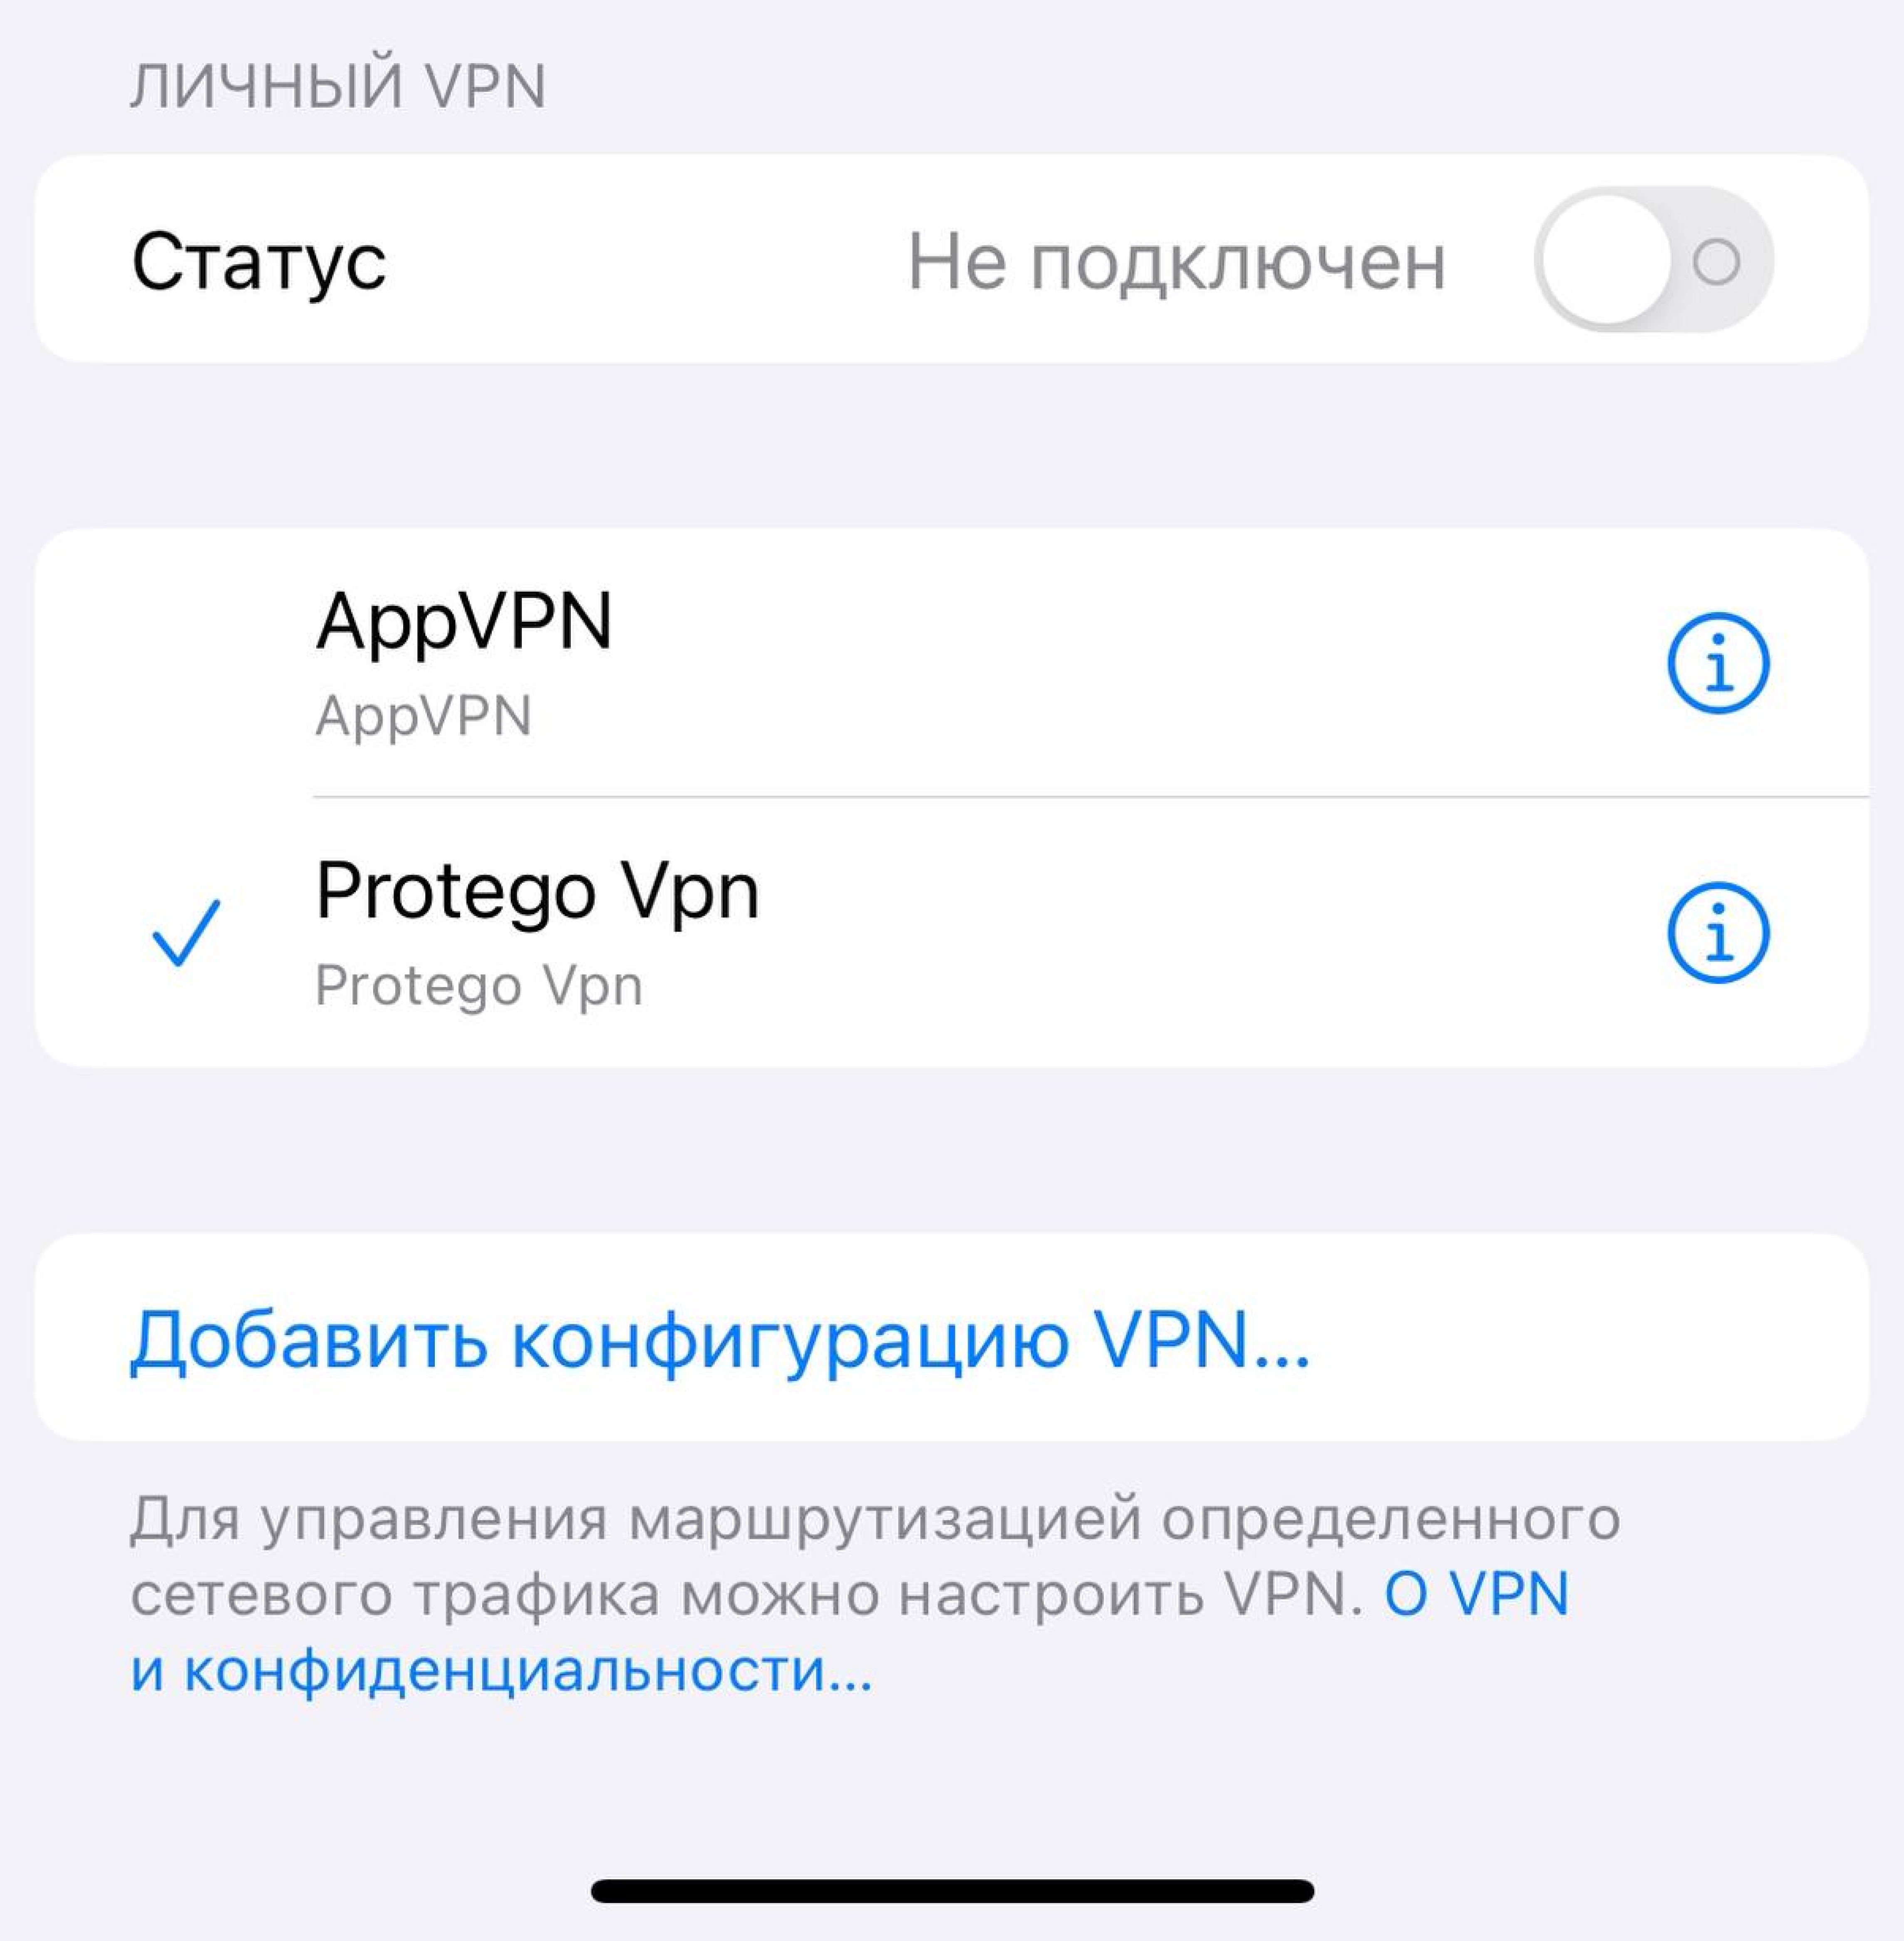 ЛИЧНЫЙ VPN
Статус Не подключен
AppVPN
AppVPN
Protego Vpn
Protego Vpn
Добавить конфигурацию VPN...
Для управления маршрутизацией определенного
сетевого трафика можно настроить VPN. О VPN
и конфиденциальности...